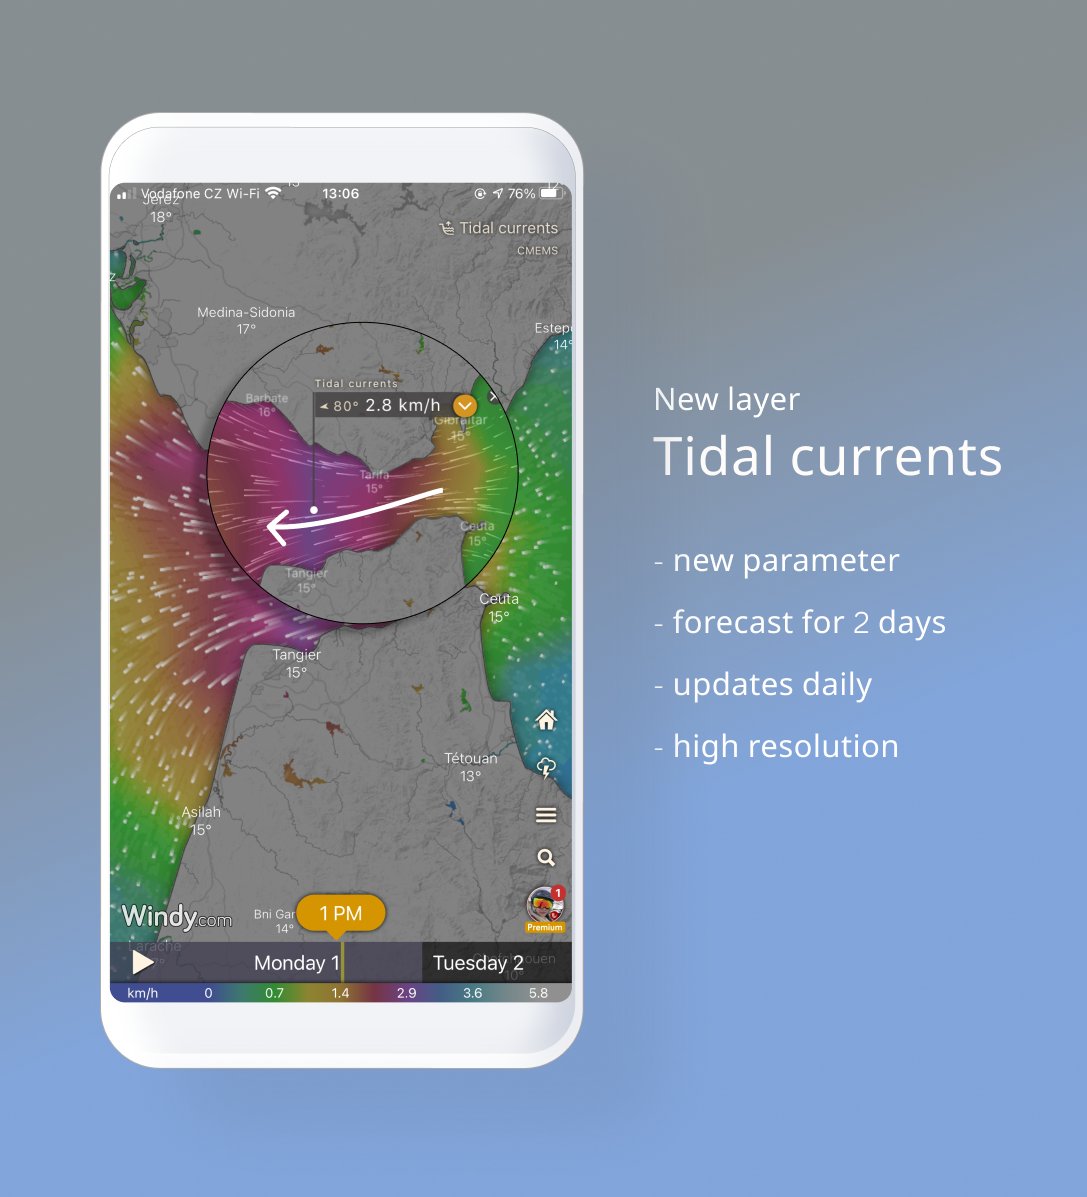 Vodafone CZ Wi-Fi 13:06 76%
Jerez
18°
Tidal currents
CMEMS
Medina-Sidonia
17°
Estepo
14°
Tidal currents
80° 2.8 km/h
Barbate
16°
Gibraltar
15°
Tarifa
15°
Ceuta
15°
Tangier
15°
Ceuta
15°
Tangier
15°
Tétouan
13°
Asilah
15°
1
Premium
Windy.com
Bni Gar
14°
1 PM
Larache
Monday 1 Tuesday 2
10°
km/h 0 0.7 1.4 2.9 3.6 5.8
New layer
Tidal currents
- new parameter
- forecast for 2 days
- updates daily
- high resolution